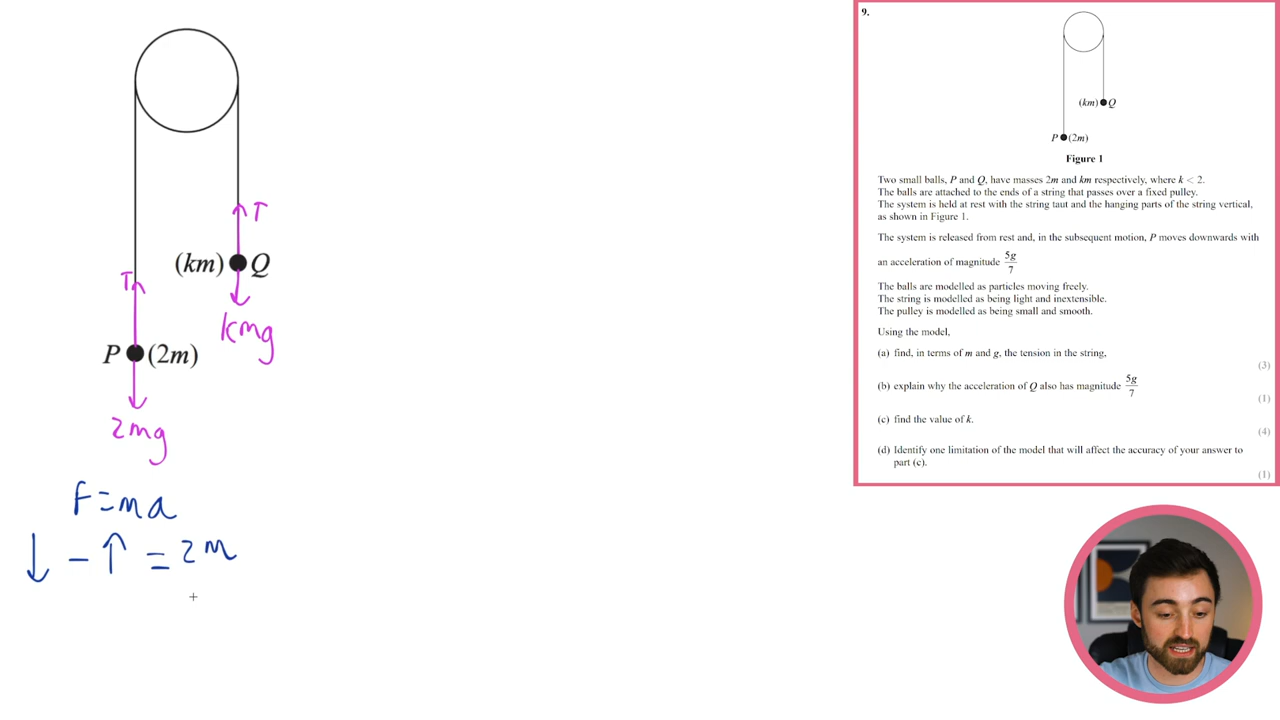 T
(km) Q
T
kmg
P (2m)
2mg
F=ma
↓ - ↑ = 2m
9.
(km) Q
P (2m)
Figure 1
Two small balls, P and Q, have masses 2m and km respectively, where k < 2.
The balls are attached to the ends of a string that passes over a fixed pulley.
The system is held at rest with the string taut and the hanging parts of the string vertical,
as shown in Figure 1.
The system is released from rest and, in the subsequent motion, P moves downwards with
an acceleration of magnitude 5g/7
The balls are modelled as particles moving freely.
The string is modelled as being light and inextensible.
The pulley is modelled as being small and smooth.
Using the model,
(a) find, in terms of m and g, the tension in the string,
(3)
(b) explain why the acceleration of Q also has magnitude 5g/7
(1)
(c) find the value of k.
(4)
(d) Identify one limitation of the model that will affect the accuracy of your answer to
part (c).
(1)